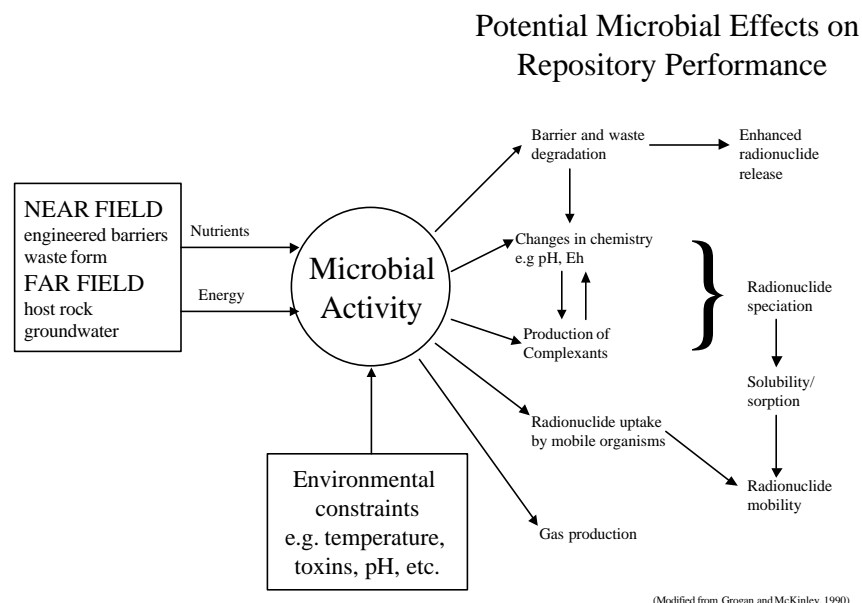 Potential Microbial Effects on
Repository Performance
NEAR FIELD
engineered barriers
waste form
FAR FIELD
host rock
groundwater
Nutrients
Energy
Microbial
Activity
Environmental
constraints
e.g. temperature,
toxins, pH, etc.
Barrier and waste
degradation
Enhanced
radionuclide
release
Changes in chemistry
e.g pH, Eh
}
Production of
Complexants
Radionuclide
speciation
Solubility/
sorption
Radionuclide uptake
by mobile organisms
Radionuclide
mobility
Gas production
(Modified from Grogan and McKinley, 1990)